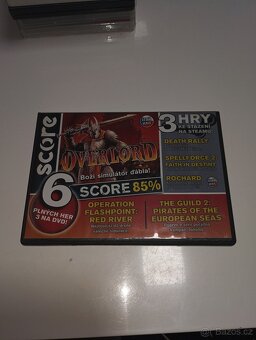 score
6
PLNÝCH HER
3 NA DVD!
OVERLORD
Boží simulátor ďábla!
SCORE 85%
OPERATION
FLASHPOINT:
RED RIVER
THE GUILD 2:
PIRATES OF THE
EUROPEAN SEAS
3 HRY
KE STAŽENÍ
NA STEAMU
DEATH RALLY
SPELLFORCE 2
FAITH IN DESTINY
ROCHARD
Bazoš.cz